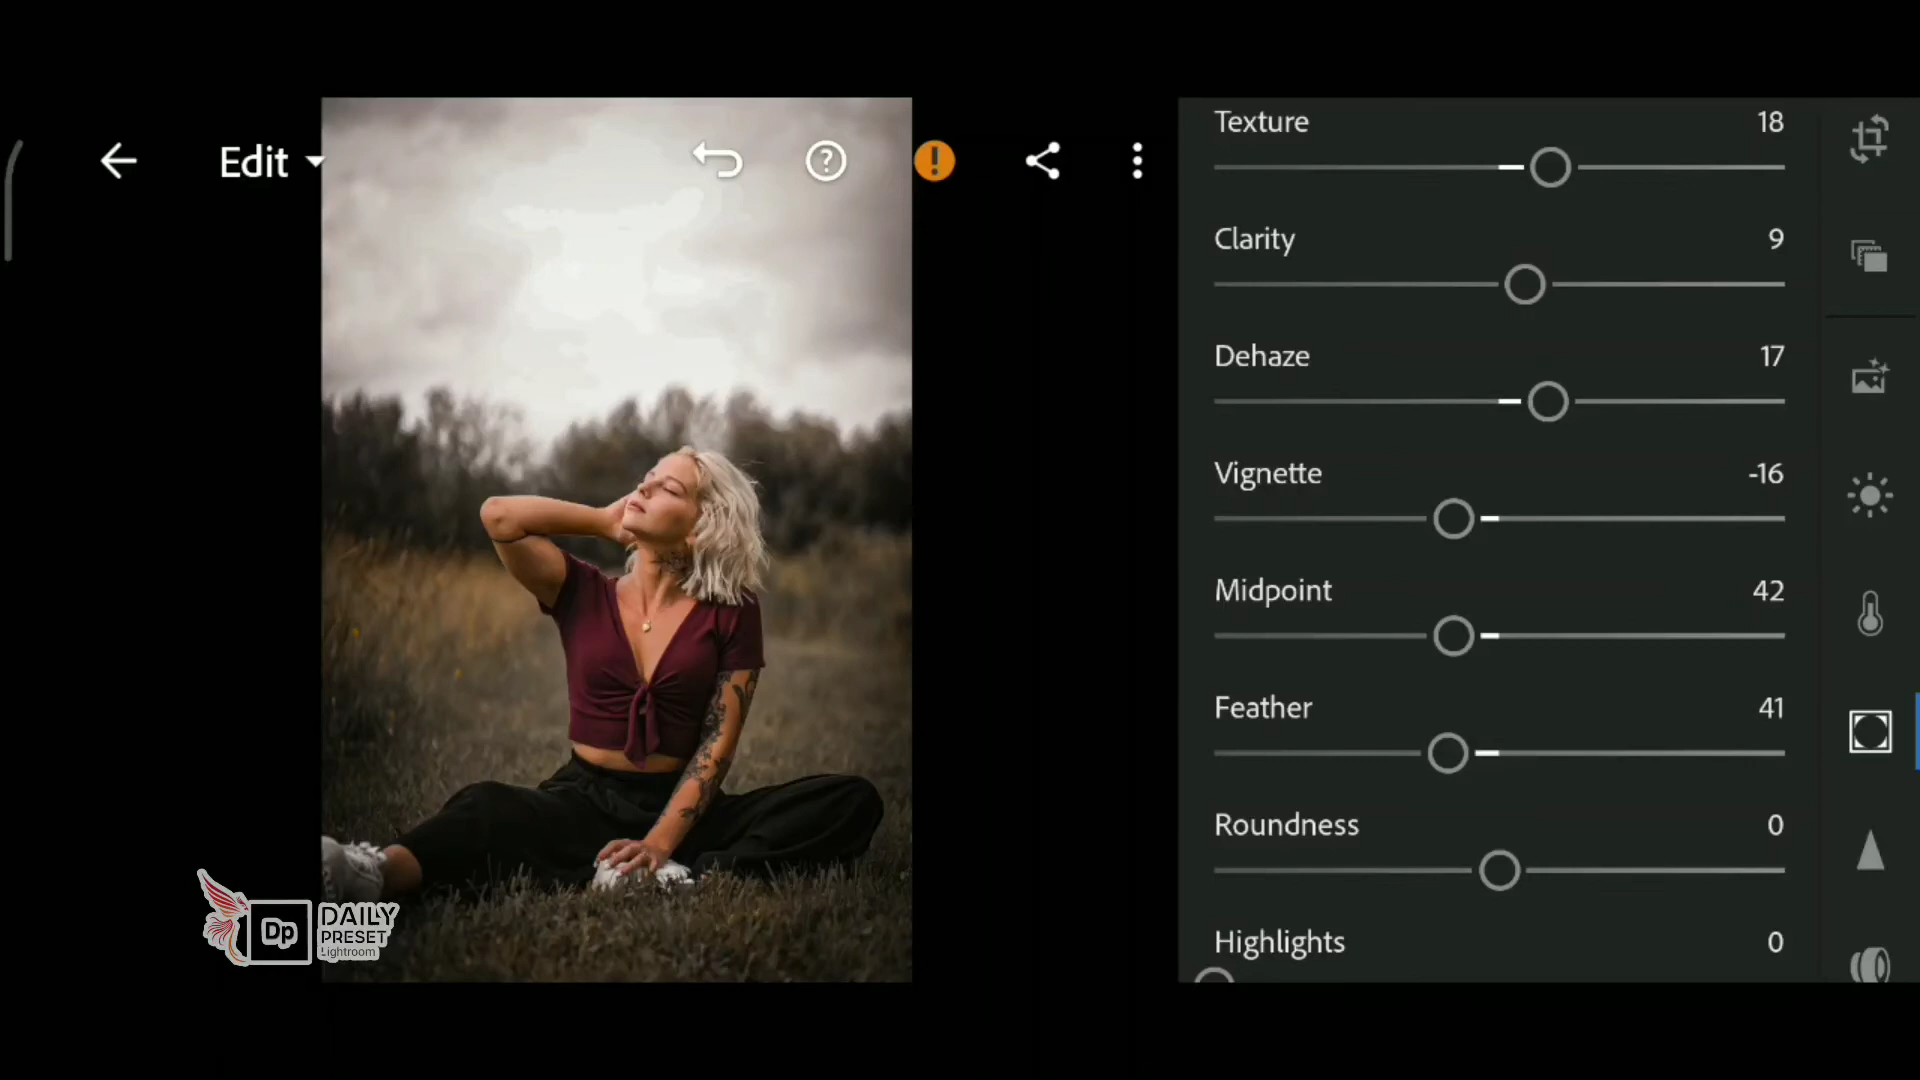 Edit
Texture 18
Clarity 9
Dehaze 17
Vignette -16
Midpoint 42
Feather 41
Roundness 0
Highlights 0
Dp
DAILY
PRESET
Lightroom